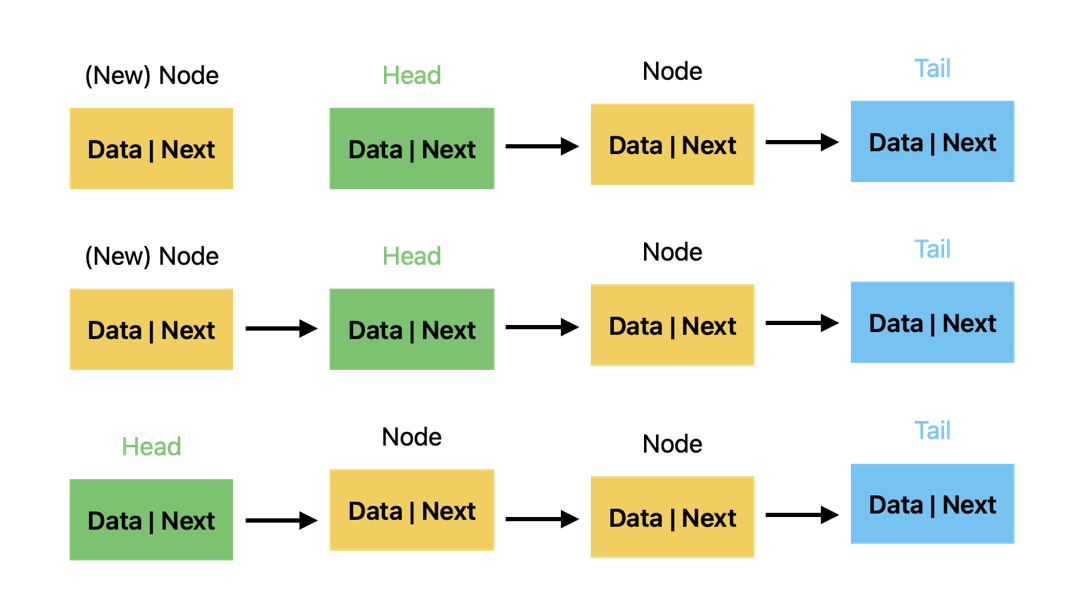 (New) Node Head Node Tail
Data | Next Data | Next Data | Next Data | Next
(New) Node Head Node Tail
Data | Next Data | Next Data | Next Data | Next
Head Node Node Tail
Data | Next Data | Next Data | Next Data | Next